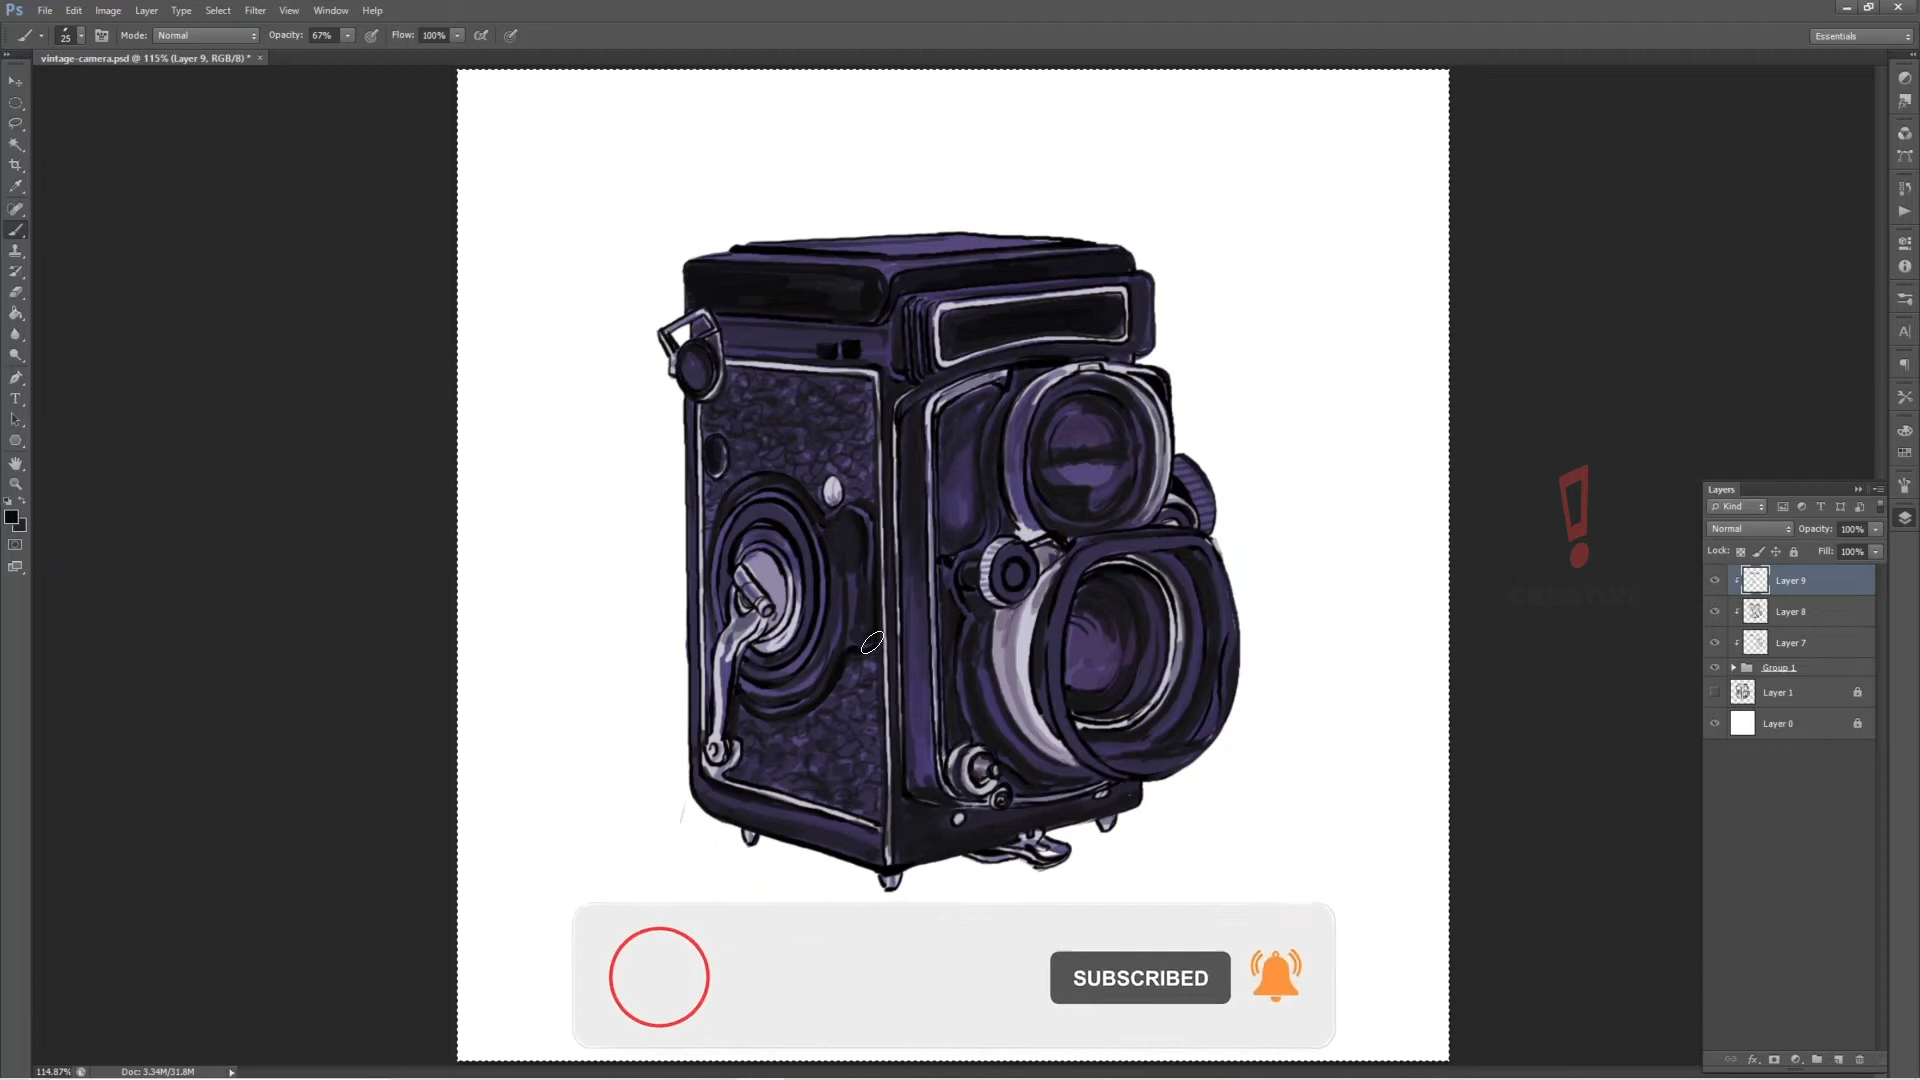 Ps File Edit Image Layer Type Select Filter View Window Help
25 Mode: Normal Opacity: 67% Flow: 100% Essentials
vintage-camera.psd @ 115% (Layer 9, RGB/8) * ×
Layers
Kind
Normal Opacity: 100%
Lock: Fill: 100%
Layer 9
Layer 8
Layer 7
Group 1
Layer 1
Layer 0
SUBSCRIBED
114.87% Doc: 3.34M/31.8M